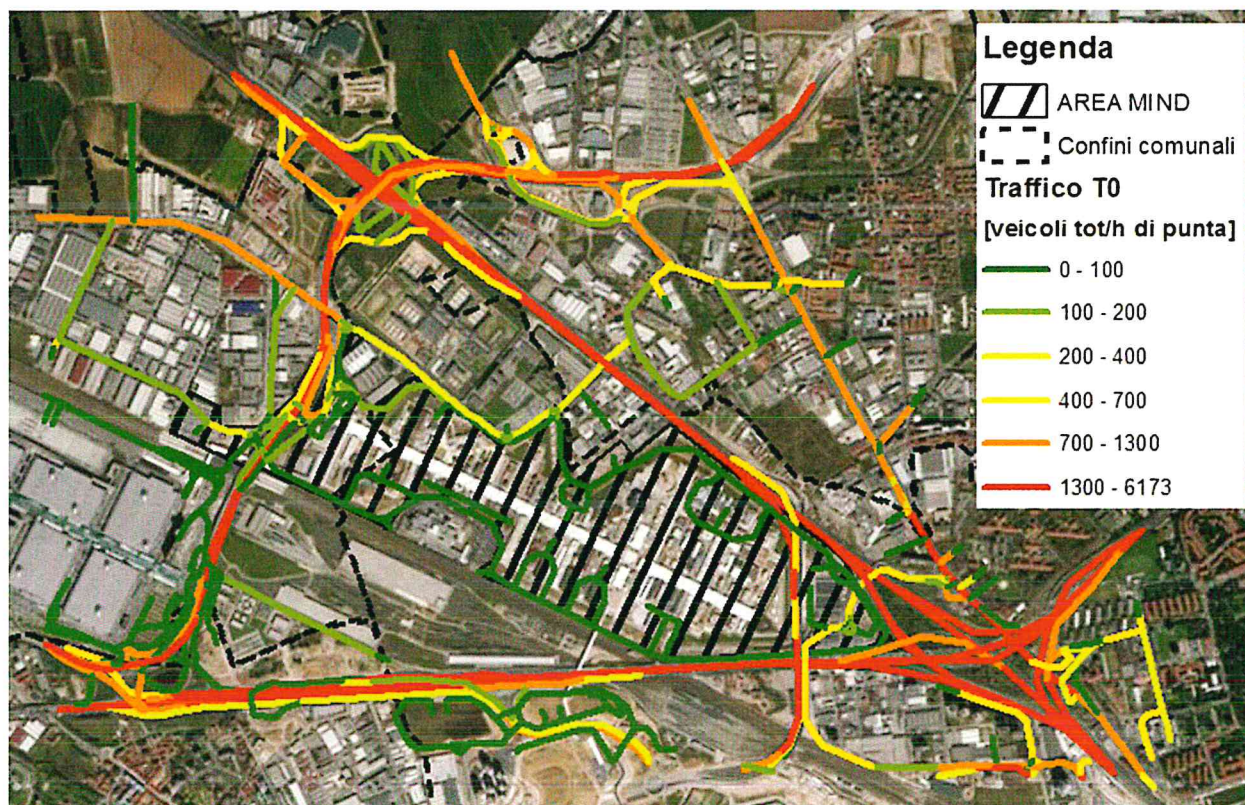 Legenda
AREA MIND
Confini comunali
Traffico T0
[veicoli tot/h di punta]
0 - 100
100 - 200
200 - 400
400 - 700
700 - 1300
1300 - 6173